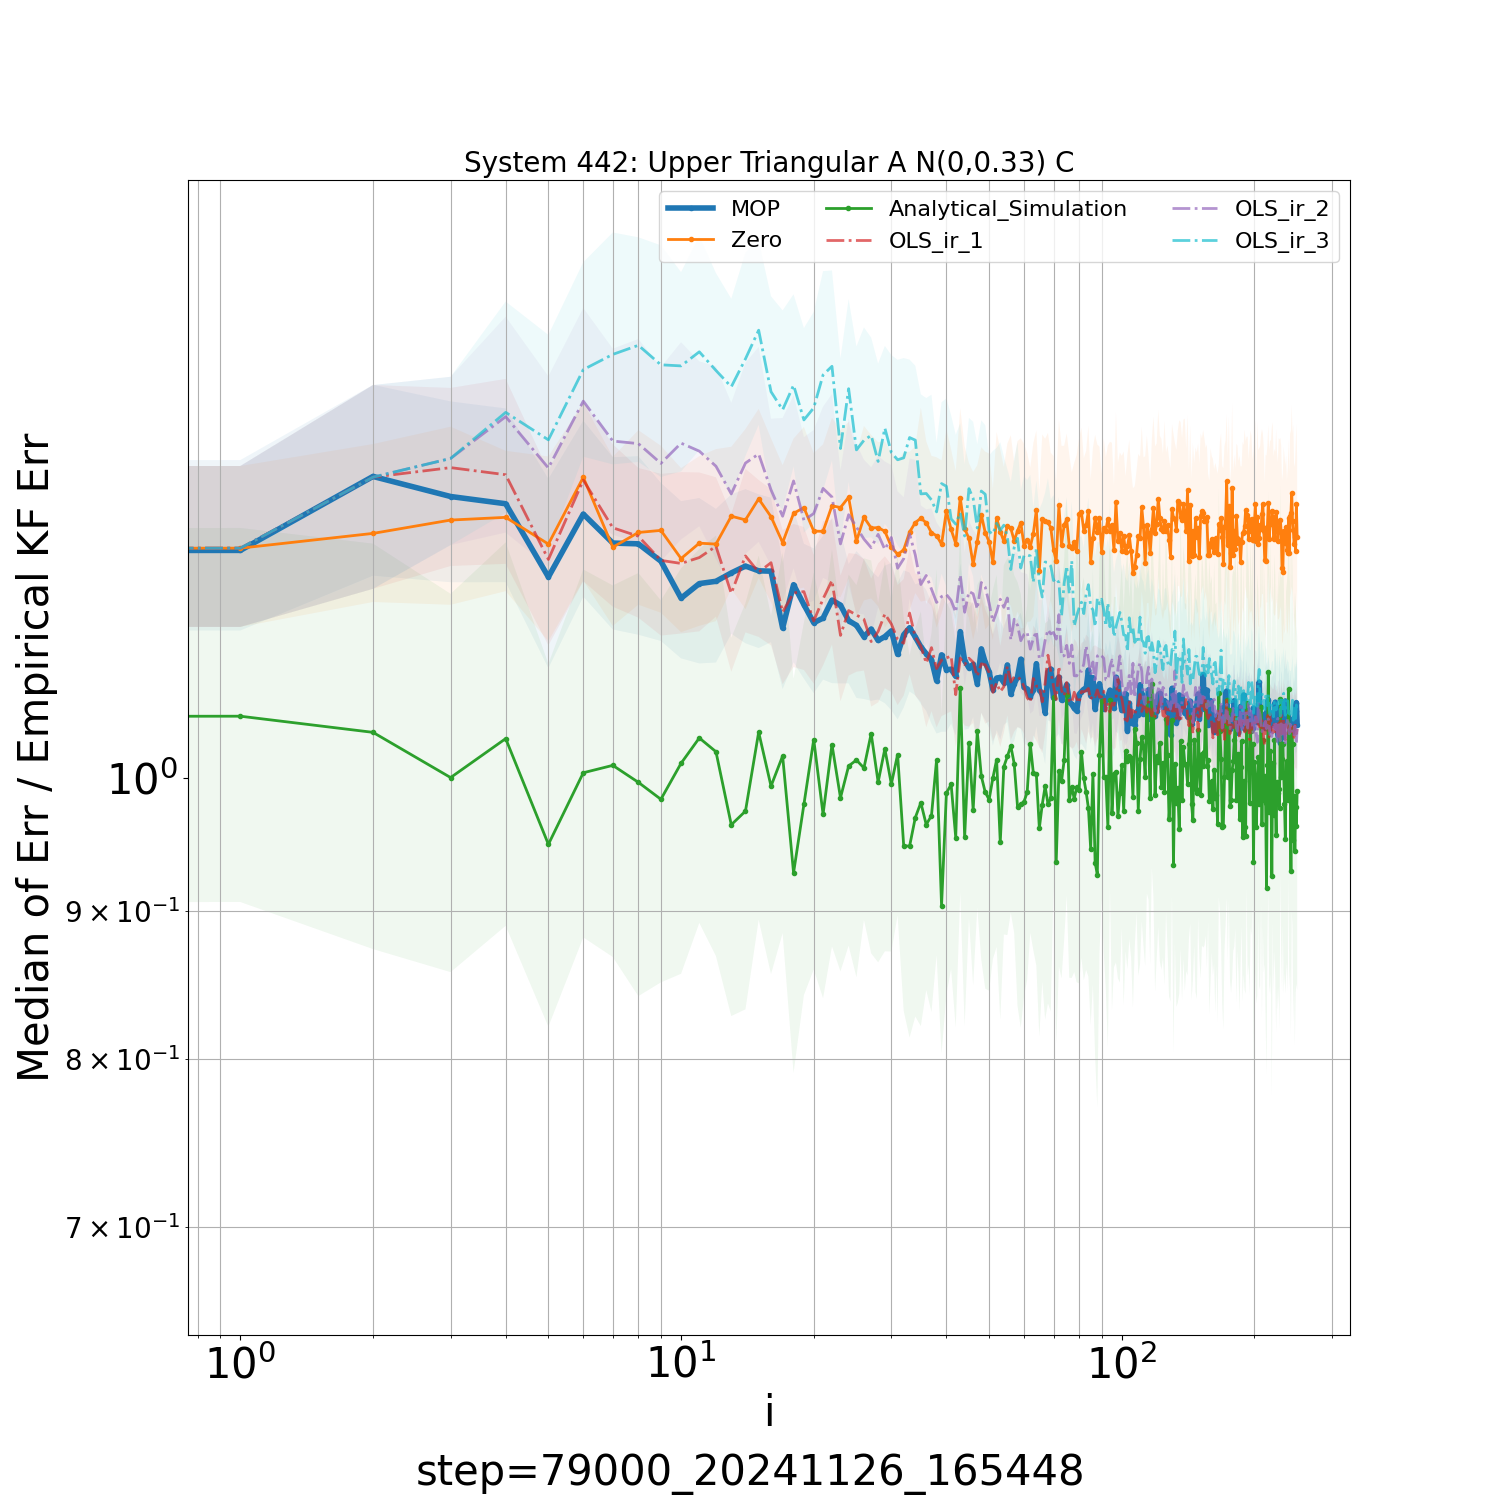 System 442: Upper Triangular A N(0,0.33) C
MOP
Zero
Analytical_Simulation
OLS_ir_1
OLS_ir_2
OLS_ir_3
Median of Err / Empirical KF Err
10⁰
9 × 10⁻¹
8 × 10⁻¹
7 × 10⁻¹
10⁰ 10¹ 10²
i
step=79000_20241126_165448